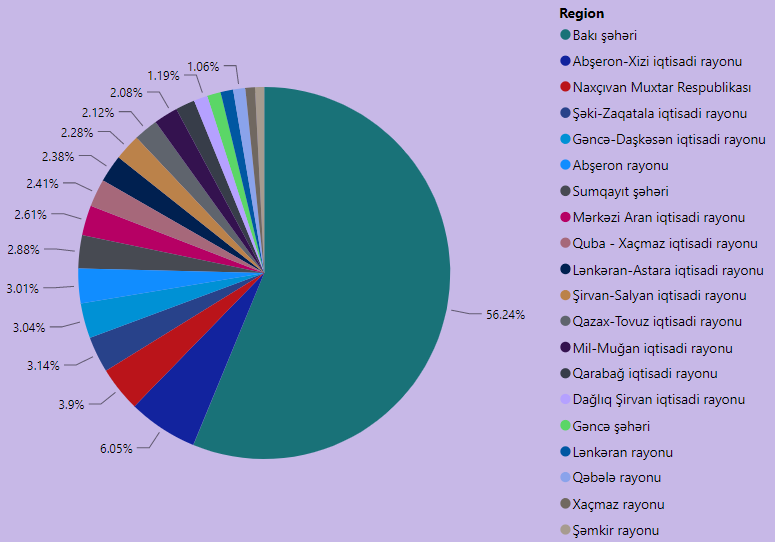 Region
Bakı şəhəri
Abşeron-Xizi iqtisadi rayonu
Naxçıvan Muxtar Respublikası
Şəki-Zaqatala iqtisadi rayonu
Gəncə-Daşkəsən iqtisadi rayonu
Abşeron rayonu
Sumqayıt şəhəri
Mərkəzi Aran iqtisadi rayonu
Quba - Xaçmaz iqtisadi rayonu
Lənkəran-Astara iqtisadi rayonu
Şirvan-Salyan iqtisadi rayonu
Qazax-Tovuz iqtisadi rayonu
Mil-Muğan iqtisadi rayonu
Qarabağ iqtisadi rayonu
Dağlıq Şirvan iqtisadi rayonu
Gəncə şəhəri
Lənkəran rayonu
Qəbələ rayonu
Xaçmaz rayonu
Şəmkir rayonu
56.24%
6.05%
3.9%
3.14%
3.04%
3.01%
2.88%
2.61%
2.41%
2.38%
2.28%
2.12%
2.08%
1.19%
1.06%